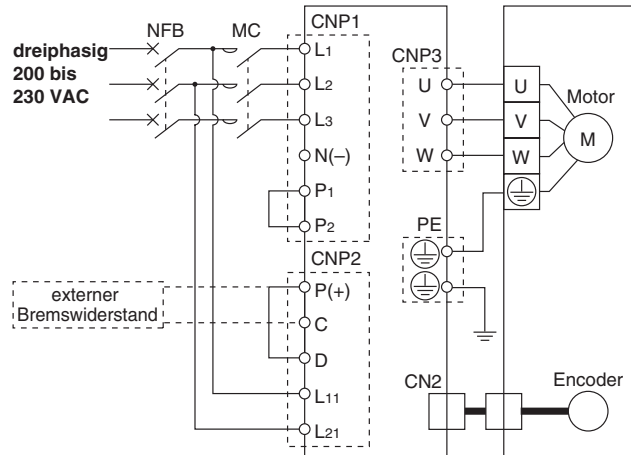 CNP1
NFB
MC
dreiphasig
200 bis
230 VAC
L1
L2
L3
N(–)
P1
P2
CNP2
P(+)
C
D
L11
L21
externer
Bremswiderstand
CNP3
U
V
W
PE
CN2
U
V
W
Motor
M
Encoder